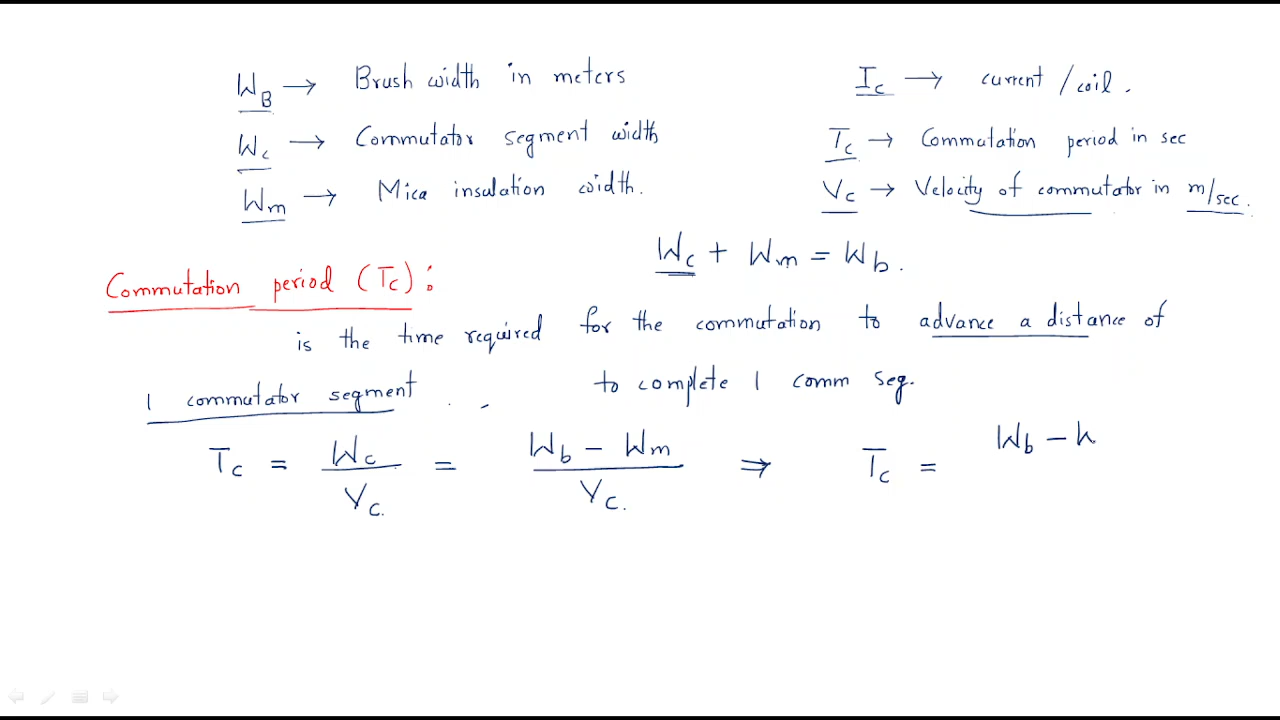 W_B → Brush width in meters
I_c → current / coil .
W_c → Commutator segment width
T_c → Commutation period in sec
W_m → Mica insulation width.
V_c → Velocity of commutator in m/sec.
W_c + W_m = W_b .
Commutation period (T_c) :
is the time required for the commutation to advance a distance of
1 commutator segment . to complete 1 comm seg.
T_c = W_c / V_c. = W_b - W_m / V_c. ⇒ T_c = W_b -